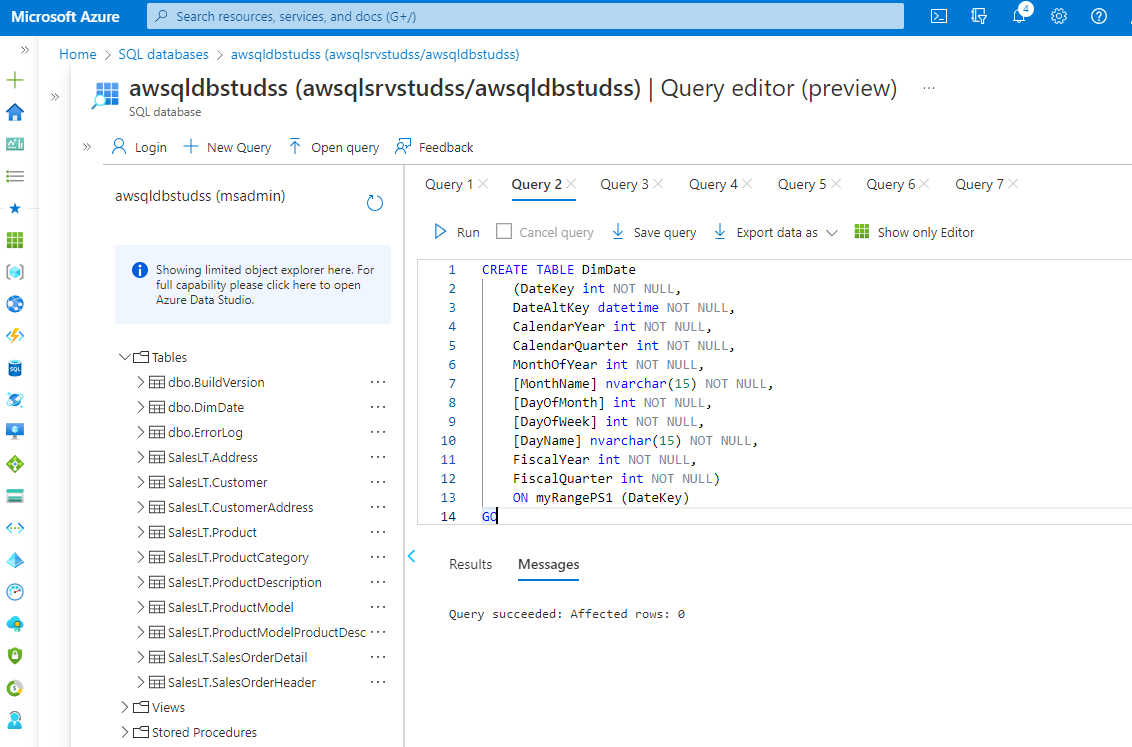 Microsoft Azure
Search resources, services, and docs (G+/)
4
Home > SQL databases > awsqldbstudss (awsqlsrvstudss/awsqldbstudss)
awsqldbstudss (awsqlsrvstudss/awsqldbstudss) | Query editor (preview) ...
SQL database
Login
New Query
Open query
Feedback
awsqldbstudss (msadmin)
Showing limited object explorer here. For
full capability please click here to open
Azure Data Studio.
Tables
dbo.BuildVersion
dbo.DimDate
dbo.ErrorLog
SalesLT.Address
SalesLT.Customer
SalesLT.CustomerAddress
SalesLT.Product
SalesLT.ProductCategory
SalesLT.ProductDescription
SalesLT.ProductModel
SalesLT.ProductModelProductDesc
SalesLT.SalesOrderDetail
SalesLT.SalesOrderHeader
Views
Stored Procedures
SQL
Query 1
Query 2
Query 3
Query 4
Query 5
Query 6
Query 7
Run
Cancel query
Save query
Export data as
Show only Editor
1 CREATE TABLE DimDate
2 (DateKey int NOT NULL,
3 DateAltKey datetime NOT NULL,
4 CalendarYear int NOT NULL,
5 CalendarQuarter int NOT NULL,
6 MonthOfYear int NOT NULL,
7 [MonthName] nvarchar(15) NOT NULL,
8 [DayOfMonth] int NOT NULL,
9 [DayOfWeek] int NOT NULL,
10 [DayName] nvarchar(15) NOT NULL,
11 FiscalYear int NOT NULL,
12 FiscalQuarter int NOT NULL)
13 ON myRangePS1 (DateKey)
14 GO
Results
Messages
Query succeeded: Affected rows: 0